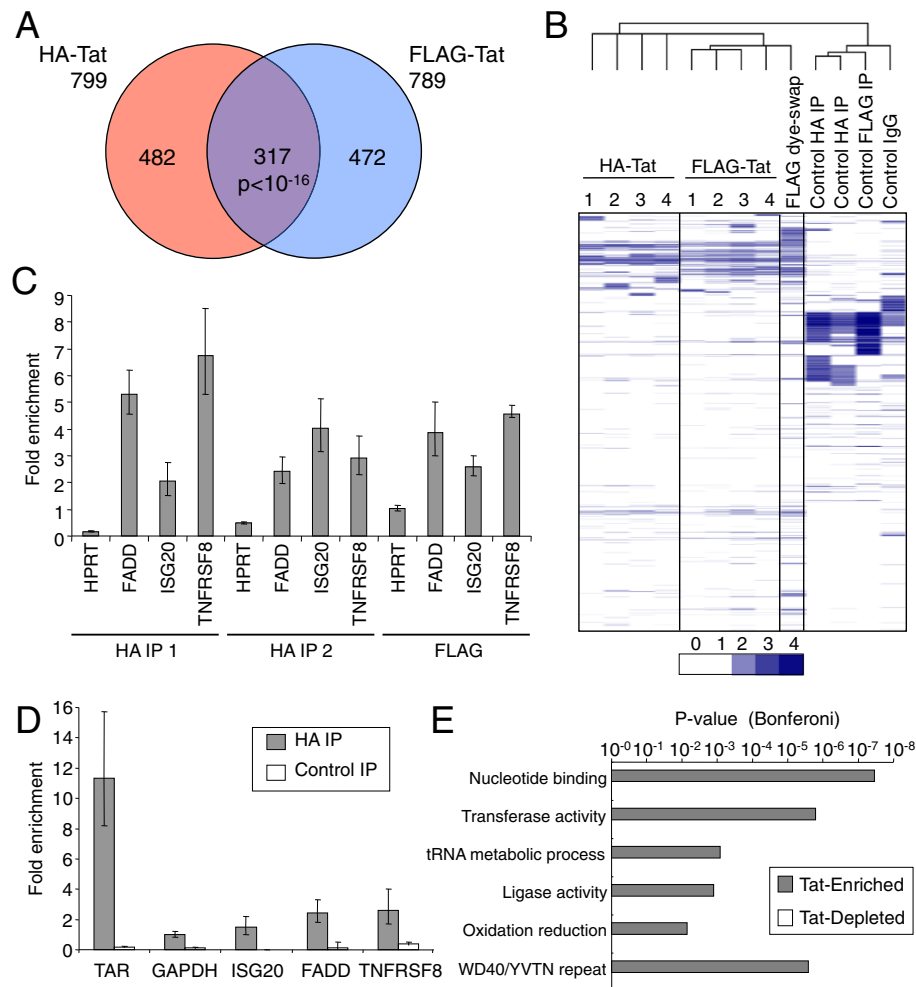 A
HA-Tat
799
FLAG-Tat
789
482
317
p<10-16
472
B
HA-Tat
FLAG-Tat
1 2 3 4
1 2 3 4
FLAG dye-swap
Control HA IP
Control HA IP
Control FLAG IP
Control IgG
0 1 2 3 4
C
Fold enrichment
9
8
7
6
5
4
3
2
1
0
HPRT
FADD
ISG20
TNFRSF8
HPRT
FADD
ISG20
TNFRSF8
HPRT
FADD
ISG20
TNFRSF8
HA IP 1
HA IP 2
FLAG
D
Fold enrichment
16
14
12
10
8
6
4
2
0
HA IP
Control IP
TAR GAPDH ISG20 FADD TNFRSF8
E
P-value (Bonferoni)
10-0 10-1 10-2 10-3 10-4 10-5 10-6 10-7 10-8
Nucleotide binding
Transferase activity
tRNA metabolic process
Ligase activity
Oxidation reduction
WD40/YVTN repeat
Tat-Enriched
Tat-Depleted